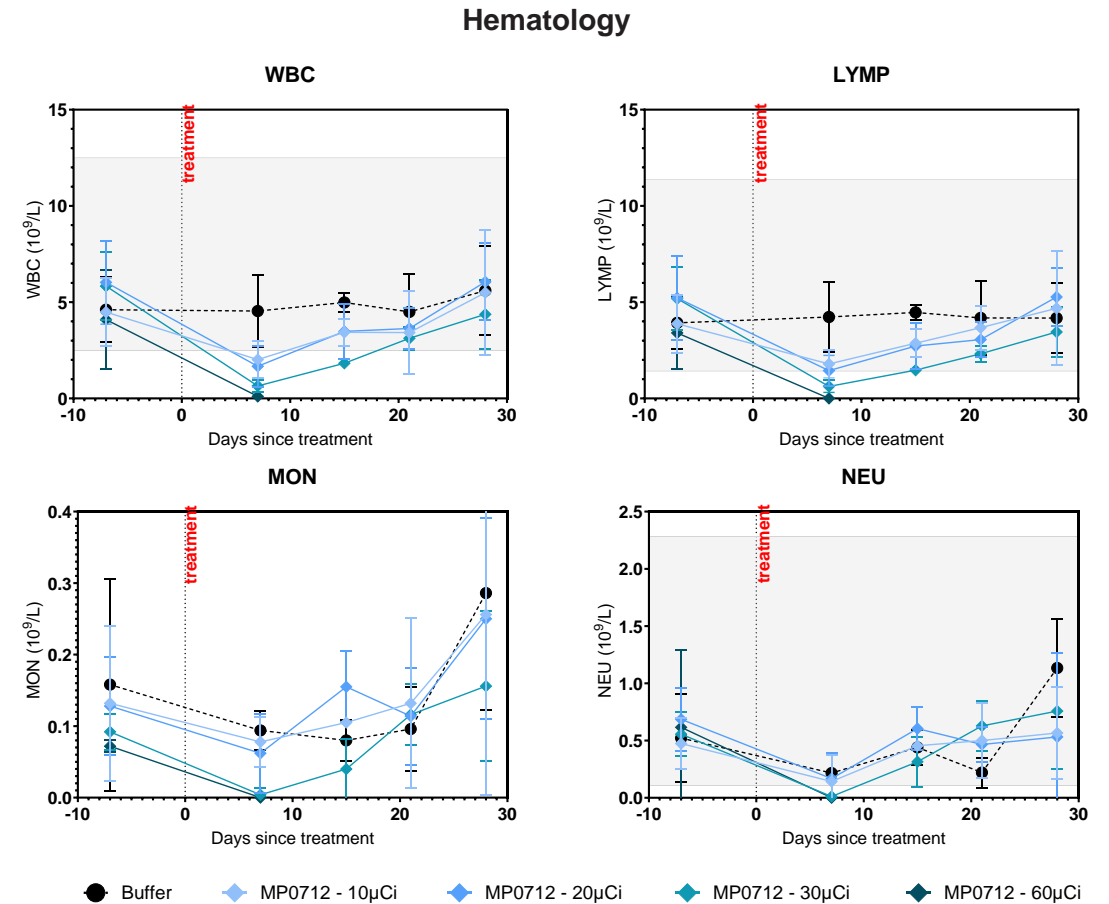 Hematology
WBC
LYMP
15
10
5
0
WBC (10⁹/L)
treatment
-10
0
10
20
30
Days since treatment
15
10
5
0
LYMP (10⁹/L)
treatment
-10
0
10
20
30
Days since treatment
MON
NEU
0.4
0.3
0.2
0.1
0.0
MON (10⁹/L)
treatment
-10
0
10
20
30
Days since treatment
2.5
2.0
1.5
1.0
0.5
0.0
NEU (10⁹/L)
treatment
-10
0
10
20
30
Days since treatment
Buffer
MP0712 - 10µCi
MP0712 - 20µCi
MP0712 - 30µCi
MP0712 - 60µCi